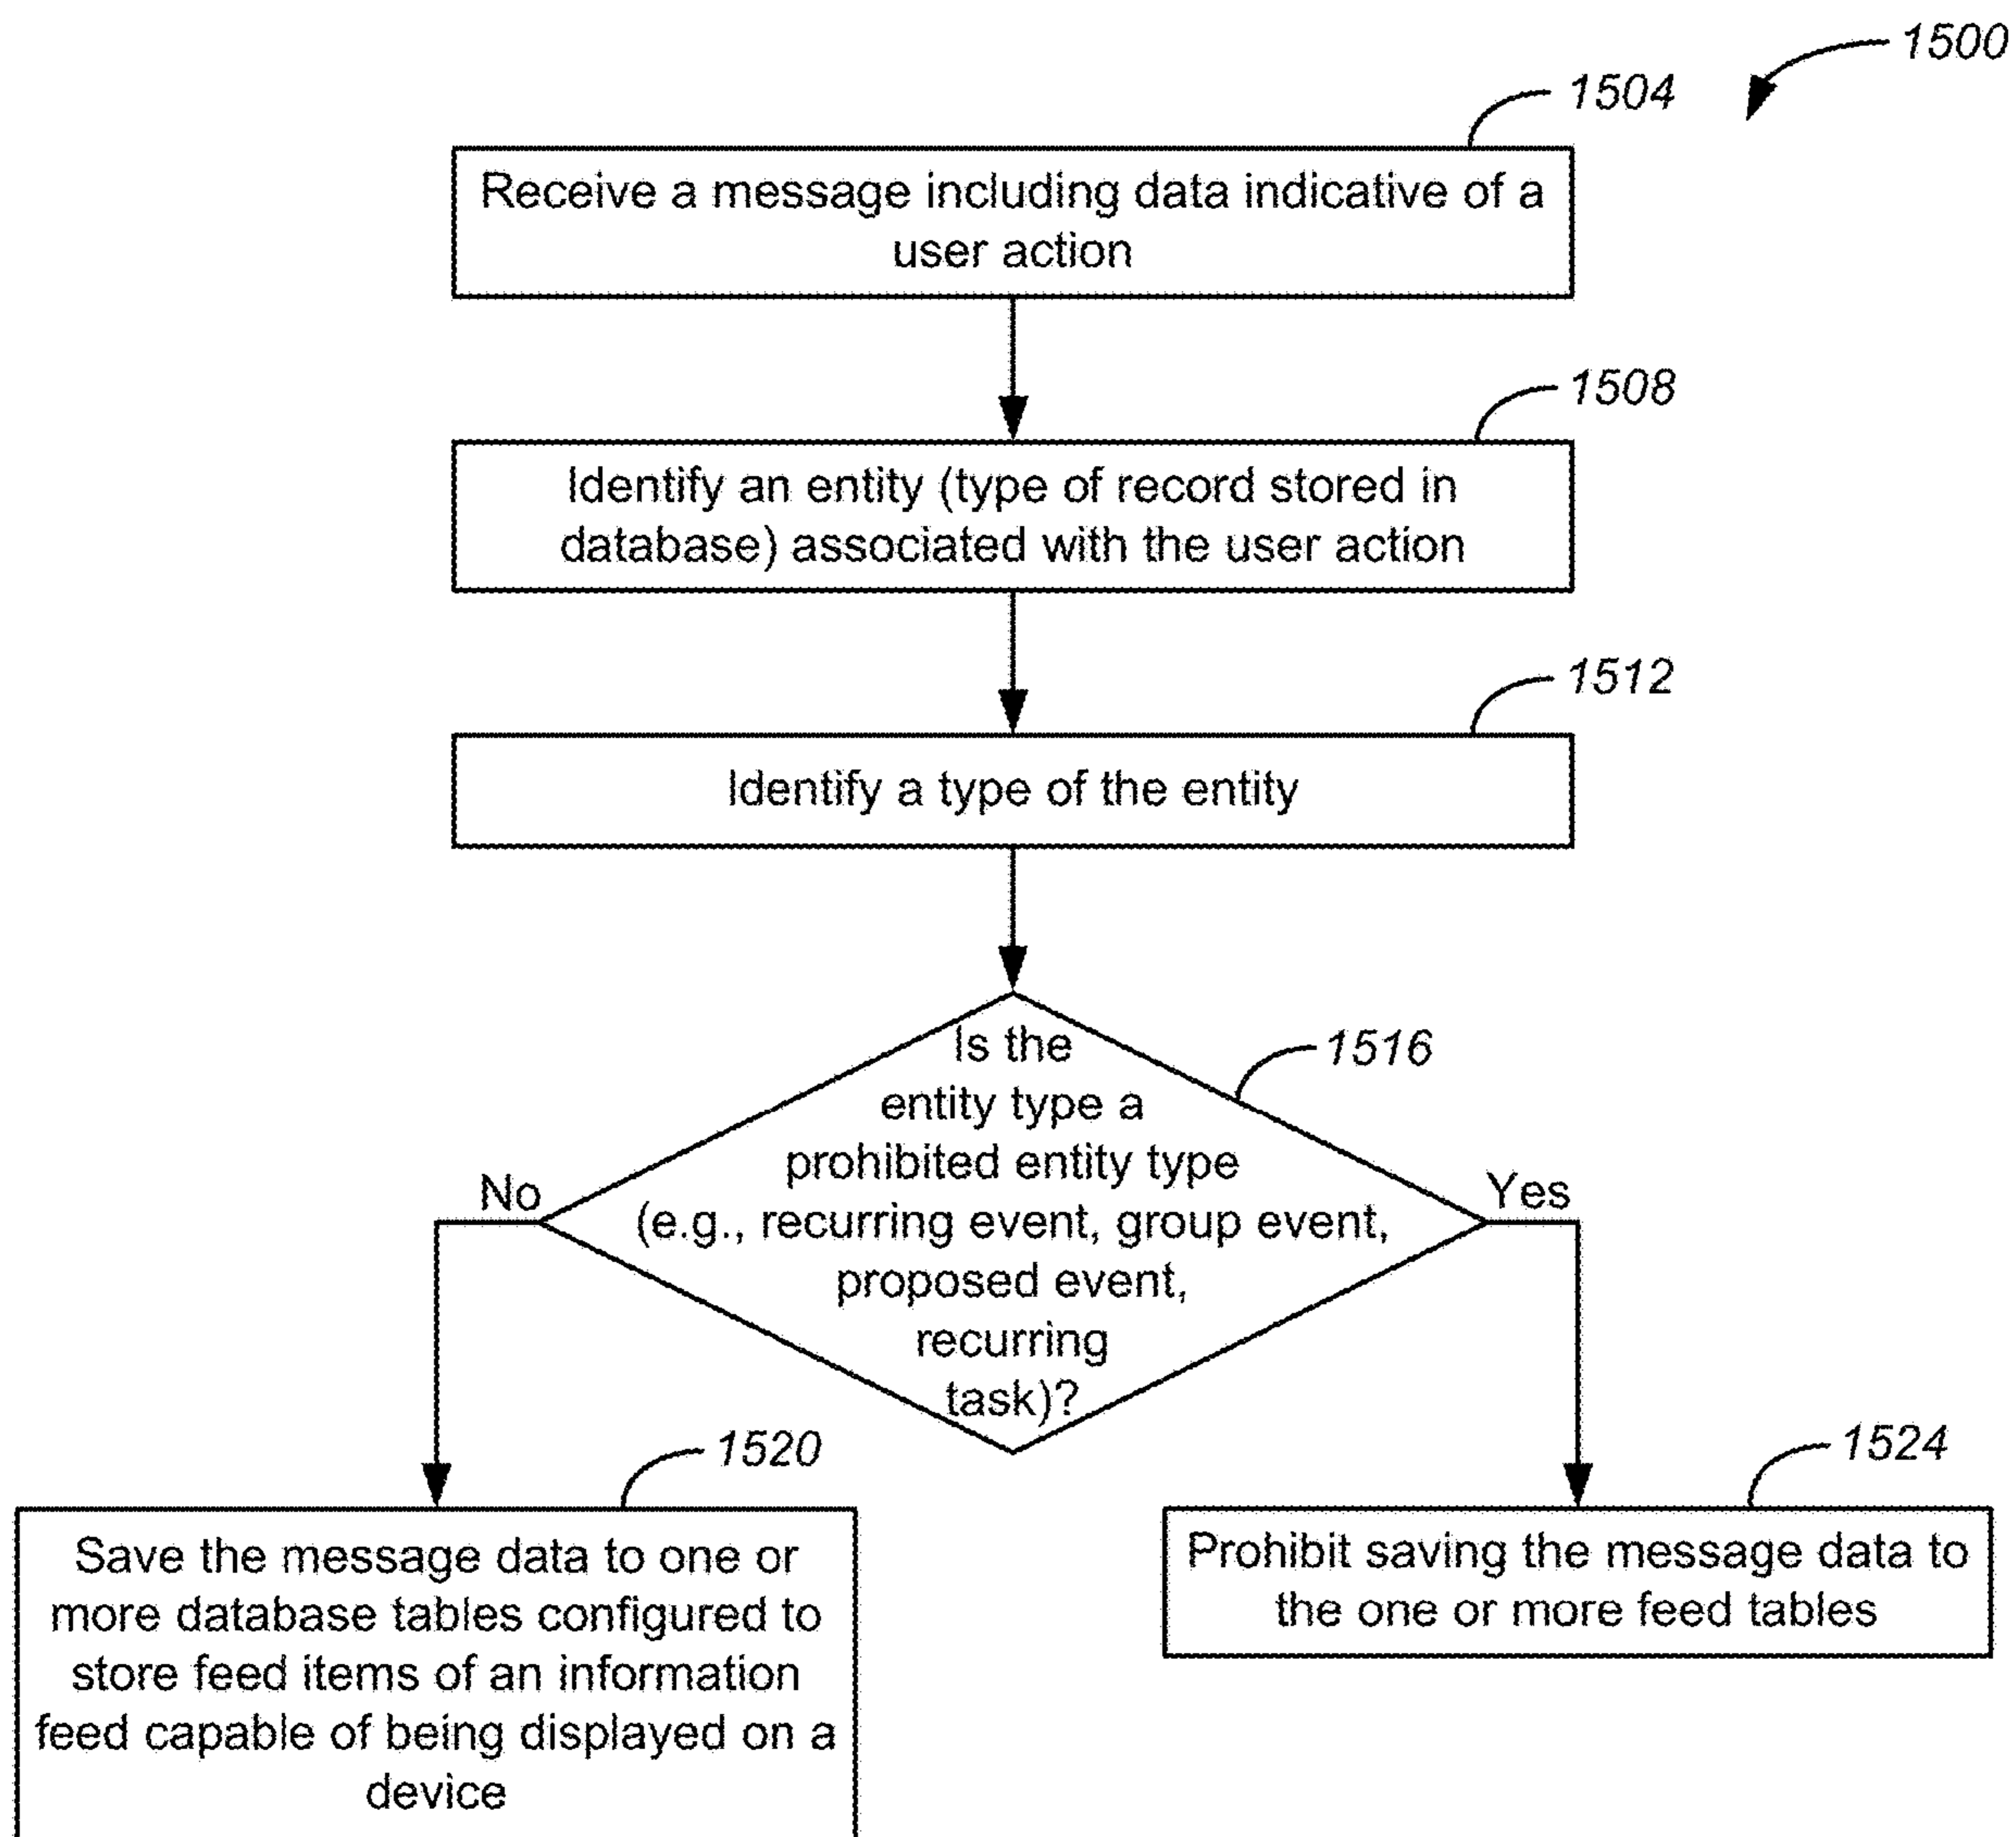 1500
1504
Receive a message including data indicative of a
user action
1508
Identify an entity (type of record stored in
database) associated with the user action
1512
Identify a type of the entity
1516
Is the
entity type a
prohibited entity type
(e.g., recurring event, group event,
proposed event,
recurring
task)?
No
Yes
1520
Save the message data to one or
more database tables configured to
store feed items of an information
feed capable of being displayed on a
device
1524
Prohibit saving the message data to
the one or more feed tables